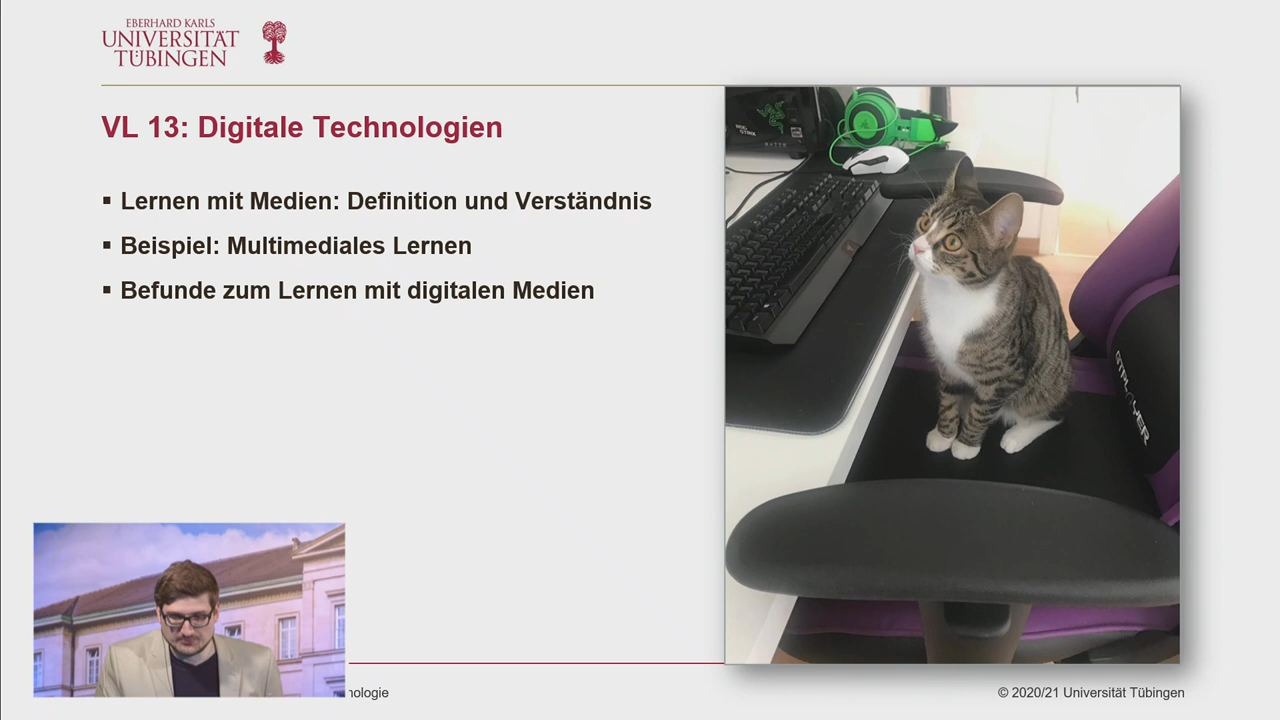 EBERHARD KARLS
UNIVERSITÄT
TÜBINGEN
VL 13: Digitale Technologien
▪ Lernen mit Medien: Definition und Verständnis
▪ Beispiel: Multimediales Lernen
▪ Befunde zum Lernen mit digitalen Medien
GTPLAYER
© 2020/21 Universität Tübingen